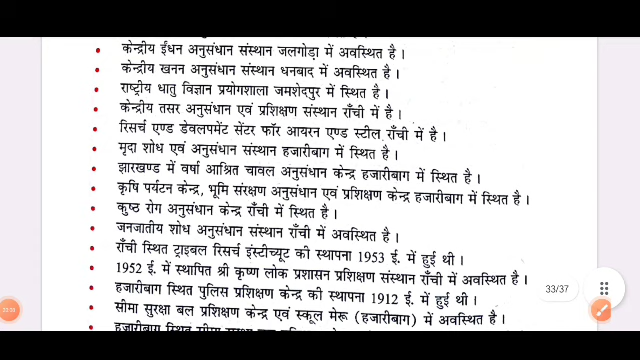 केन्द्रीय ईंधन अनुसंधान संस्थान जलगोड़ा में अवस्थित है ।
केन्द्रीय खनन अनुसंधान संस्थान धनबाद में अवस्थित है ।
राष्ट्रीय धातु विज्ञान प्रयोगशाला जमशेदपुर में स्थित है ।
केन्द्रीय तसर अनुसंधान एवं प्रशिक्षण संस्थान राँची में है ।
रिसर्च एण्ड डेवलपमेंट सेंटर फॉर आयरन एण्ड स्टील राँची में है ।
मृदा शोध एवं अनुसंधान संस्थान हजारीबाग में स्थित है ।
झारखण्ड में वर्षा आश्रित चावल अनुसंधान केन्द्र हजारीबाग में स्थित है ।
कृषि पर्यटन केन्द्र, भूमि संरक्षण अनुसंधान एवं प्रशिक्षण केन्द्र हजारीबाग में स्थित है ।
कुष्ठ रोग अनुसंधान केन्द्र राँची में स्थित है ।
जनजातीय शोध अनुसंधान संस्थान राँची में अवस्थित है ।
राँची स्थित ट्राइबल रिसर्च इंस्टीच्यूट की स्थापना 1953 ई. में हुई थी ।
1952 ई. में स्थापित श्री कृष्ण लोक प्रशासन प्रशिक्षण संस्थान राँची में अवस्थित है ।
हजारीबाग स्थित पुलिस प्रशिक्षण केन्द्र की स्थापना 1912 ई. में हुई थी ।
33/37
सीमा सुरक्षा बल प्रशिक्षण केन्द्र एवं स्कूल मेरू (हजारीबाग) में अवस्थित है ।